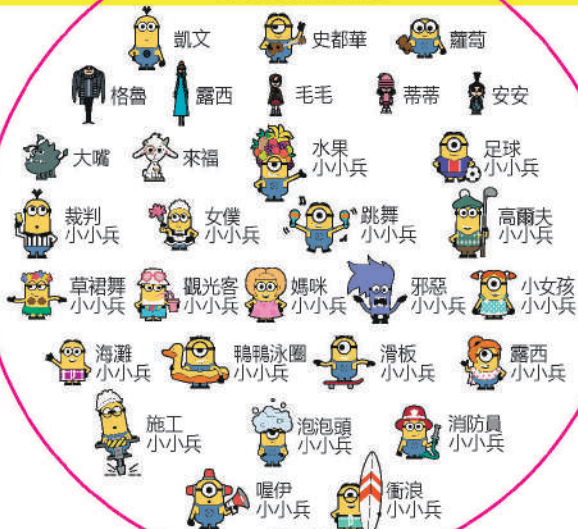 凱文
史都華
蘿蔔
格魯
露西
毛毛
蒂蒂
安安
大嘴
來福
水果
小小兵
足球
小小兵
裁判
小小兵
女僕
小小兵
跳舞
小小兵
高爾夫
小小兵
草裙舞
小小兵
觀光客
小小兵
媽咪
小小兵
邪惡
小小兵
小女孩
小小兵
海灘
小小兵
鴨鴨泳圈
小小兵
滑板
小小兵
露西
小小兵
施工
小小兵
泡泡頭
小小兵
消防員
小小兵
喔伊
小小兵
衝浪
小小兵